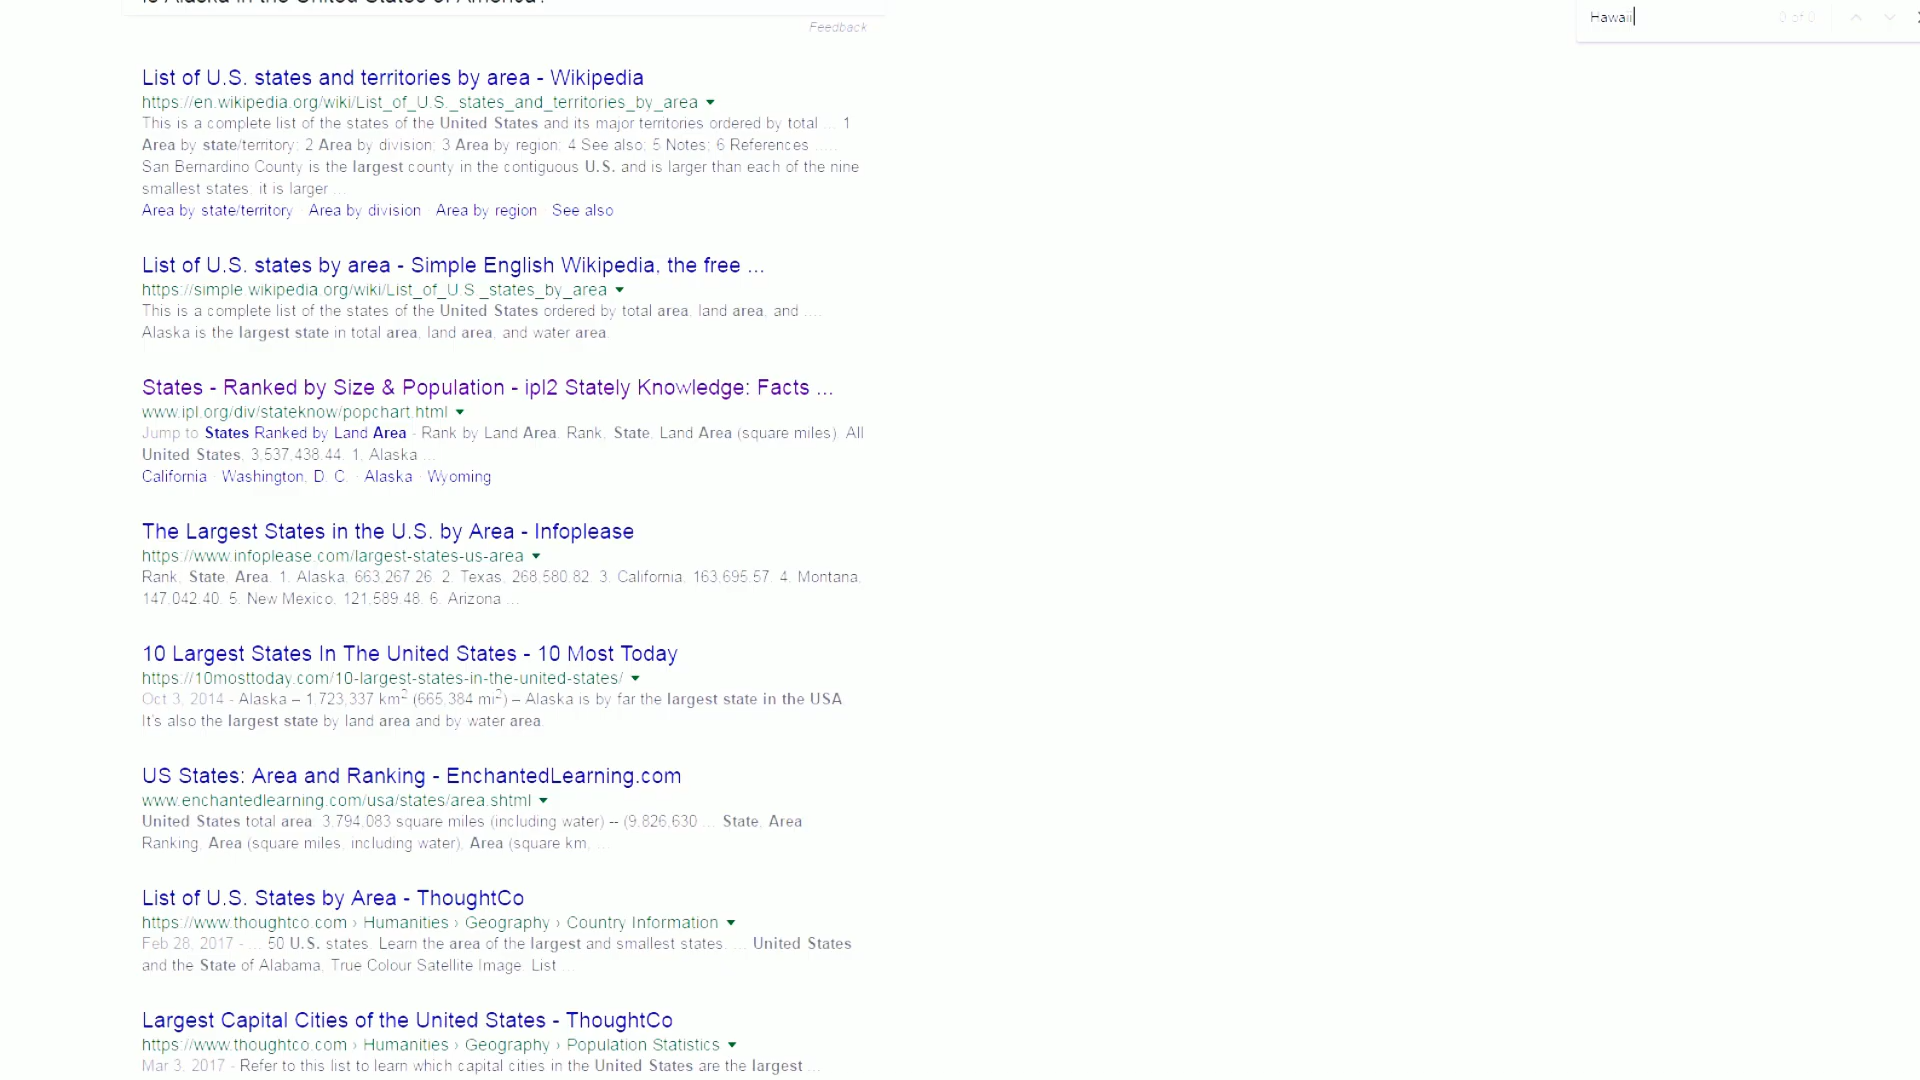 Is Alaska in the United States of America?
Hawaii 0 of 0
Feedback
List of U.S. states and territories by area - Wikipedia
https://en.wikipedia.org/wiki/List_of_U.S._states_and_territories_by_area
This is a complete list of the states of the United States and its major territories ordered by total ... 1
Area by state/territory; 2 Area by division; 3 Area by region; 4 See also; 5 Notes; 6 References .....
San Bernardino County is the largest county in the contiguous U.S. and is larger than each of the nine
smallest states; it is larger ...
Area by state/territory · Area by division · Area by region · See also
List of U.S. states by area - Simple English Wikipedia, the free ...
https://simple.wikipedia.org/wiki/List_of_U.S._states_by_area
This is a complete list of the states of the United States ordered by total area, land area, and ....
Alaska is the largest state in total area, land area, and water area.
States - Ranked by Size & Population - ipl2 Stately Knowledge: Facts ...
www.ipl.org/div/stateknow/popchart.html
Jump to States Ranked by Land Area - Rank by Land Area. Rank, State, Land Area (square miles). All
United States, 3,537,438.44. 1, Alaska ...
California · Washington, D. C. · Alaska · Wyoming
The Largest States in the U.S. by Area - Infoplease
https://www.infoplease.com/largest-states-us-area
Rank, State, Area. 1. Alaska, 663,267.26. 2. Texas, 268,580.82. 3. California, 163,695.57. 4. Montana,
147,042.40. 5. New Mexico, 121,589.48. 6. Arizona ...
10 Largest States In The United States - 10 Most Today
https://10mosttoday.com/10-largest-states-in-the-united-states/
Oct 3, 2014 - Alaska – 1,723,337 km2 (665,384 mi2) – Alaska is by far the largest state in the USA.
It's also the largest state by land area and by water area.
US States: Area and Ranking - EnchantedLearning.com
www.enchantedlearning.com/usa/states/area.shtml
United States total area: 3,794,083 square miles (including water) -- (9,826,630 ... State, Area
Ranking, Area (square miles, including water), Area (square km, ...
List of U.S. States by Area - ThoughtCo
https://www.thoughtco.com › Humanities › Geography › Country Information
Feb 28, 2017 - ... 50 U.S. states. Learn the area of the largest and smallest states. ... United States
and the State of Alabama, True Colour Satellite Image. List ...
Largest Capital Cities of the United States - ThoughtCo
https://www.thoughtco.com › Humanities › Geography › Population Statistics
Mar 3, 2017 - Refer to this list to learn which capital cities in the United States are the largest ...